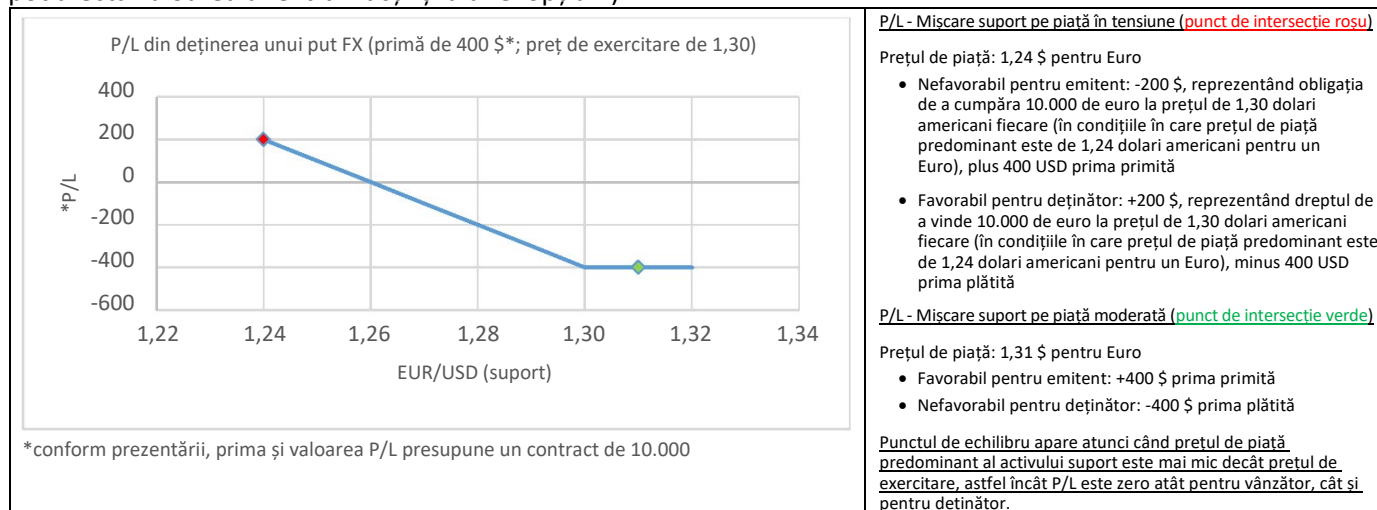 P/L din deținerea unui put FX (primă de 400 $*; preț de exercitare de 1,30)
400
200
0
-200
-400
-600
*P/L
1,22 1,24 1,26 1,28 1,30 1,32 1,34
EUR/USD (suport)
*conform prezentării, prima și valoarea P/L presupune un contract de 10.000
P/L - Mișcare suport pe piață în tensiune (punct de intersecție roșu)
Prețul de piață: 1,24 $ pentru Euro
• Nefavorabil pentru emitent: -200 $, reprezentând obligația
de a cumpăra 10.000 de euro la prețul de 1,30 dolari
americani fiecare (în condițiile în care prețul de piață
predominant este de 1,24 dolari americani pentru un
Euro), plus 400 USD prima primită
• Favorabil pentru deținător: +200 $, reprezentând dreptul de
a vinde 10.000 de euro la prețul de 1,30 dolari americani
fiecare (în condițiile în care prețul de piață predominant este
de 1,24 dolari americani pentru un Euro), minus 400 USD
prima plătită
P/L - Mișcare suport pe piață moderată (punct de intersecție verde)
Prețul de piață: 1,31 $ pentru Euro
• Favorabil pentru emitent: +400 $ prima primită
• Nefavorabil pentru deținător: -400 $ prima plătită
Punctul de echilibru apare atunci când prețul de piață
predominant al activului suport este mai mic decât prețul de
exercitare, astfel încât P/L este zero atât pentru vânzător, cât și
pentru deținător.